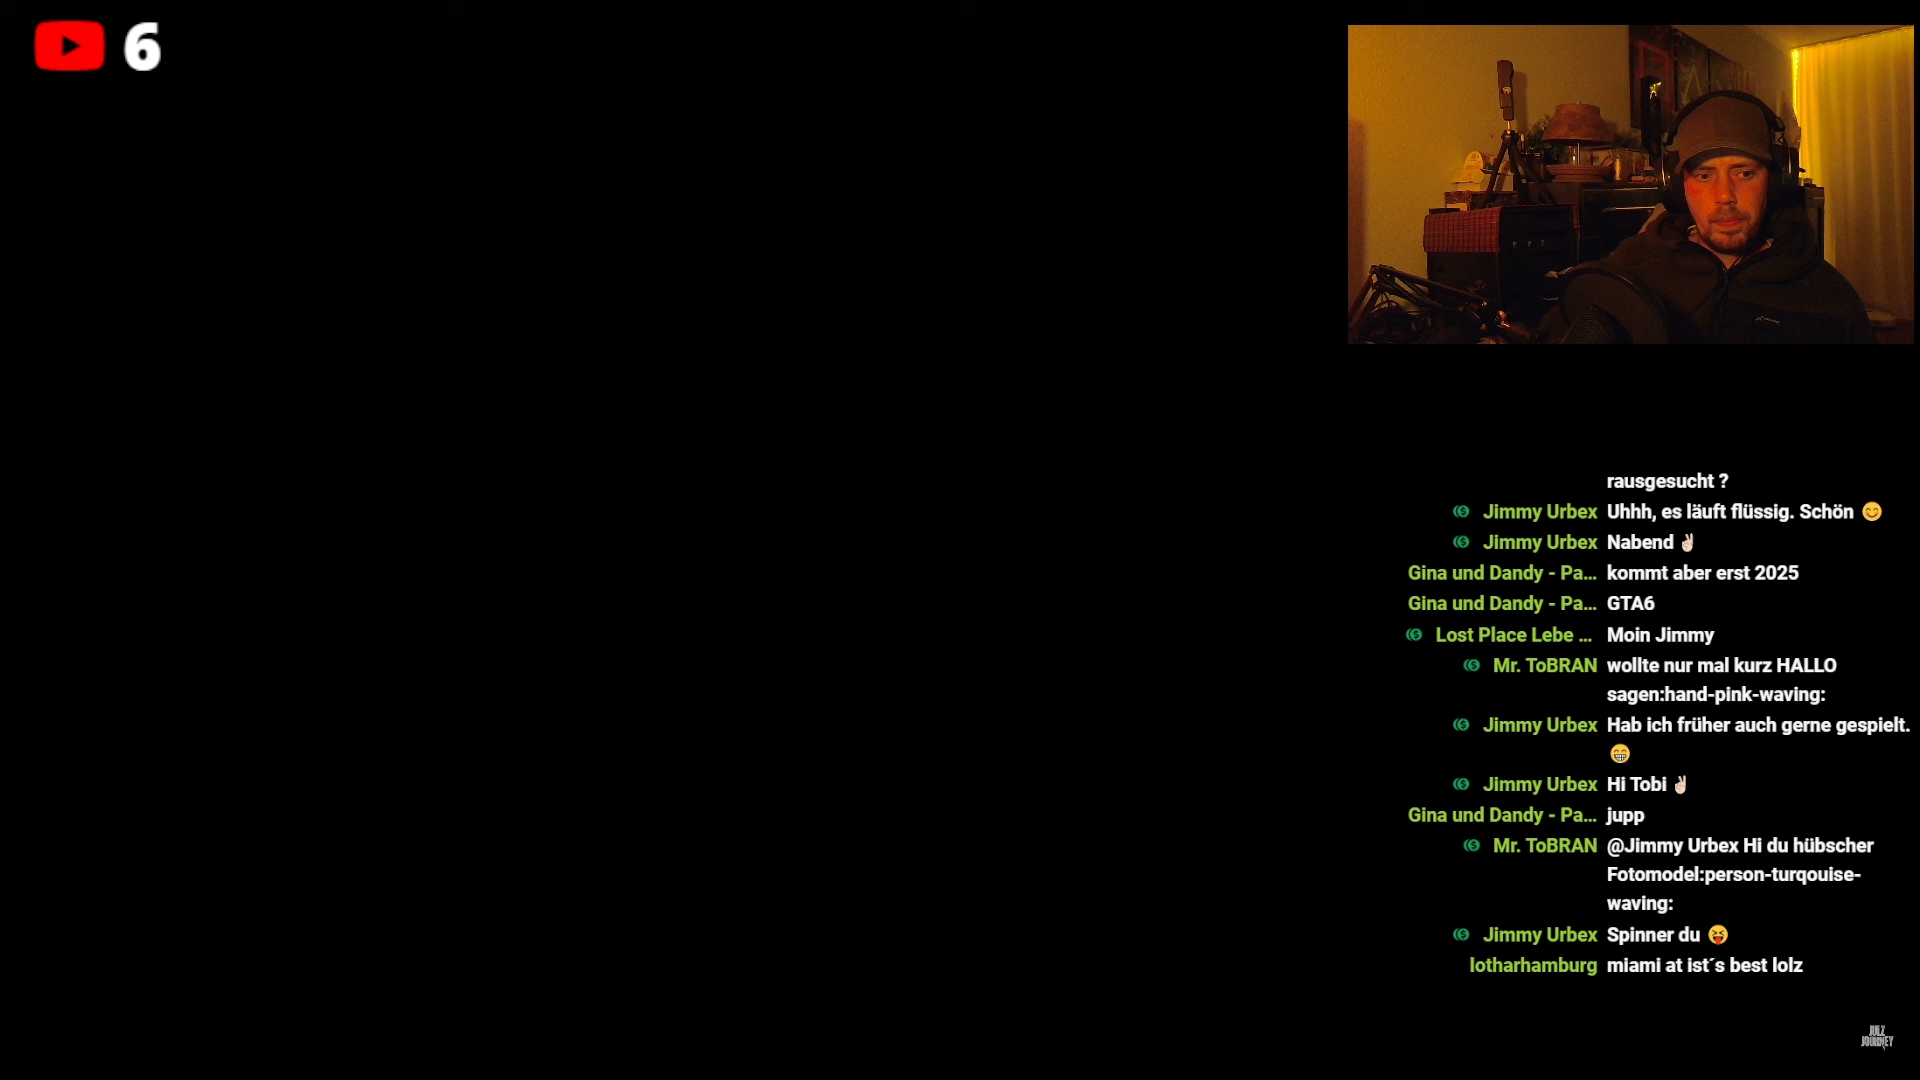 6
rausgesucht ?
Jimmy Urbex Uhhh, es läuft flüssig. Schön 😊
Jimmy Urbex Nabend ✌🏻
Gina und Dandy - Pa... kommt aber erst 2025
Gina und Dandy - Pa... GTA6
Lost Place Lebe ... Moin Jimmy
Mr. ToBRAN wollte nur mal kurz HALLO
sagen:hand-pink-waving:
Jimmy Urbex Hab ich früher auch gerne gespielt.
😁
Jimmy Urbex Hi Tobi ✌🏻
Gina und Dandy - Pa... jupp
Mr. ToBRAN @Jimmy Urbex Hi du hübscher
Fotomodel:person-turqouise-
waving:
Jimmy Urbex Spinner du 😝
lotharhamburg miami at ist´s best lolz
JULZ
JOURNEY